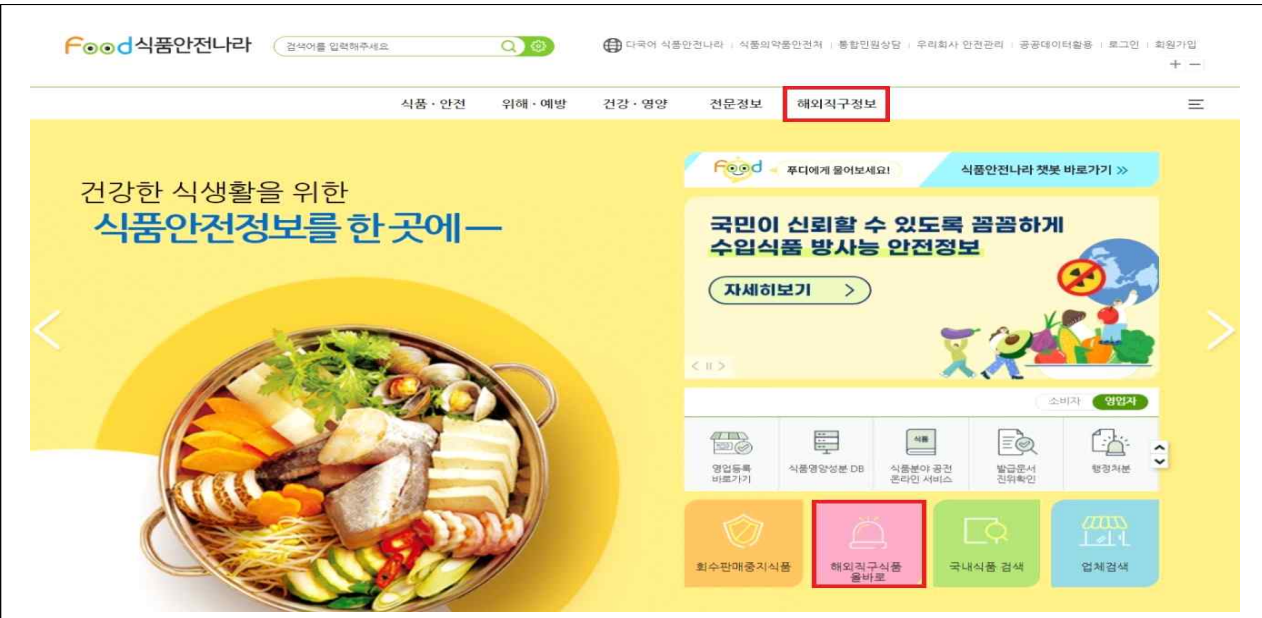 Food 식품안전나라
검색어를 입력해주세요
다국어 식품안전나라 | 식품의약품안전처 | 통합민원상담 | 우리회사 안전관리 | 공공데이터활용 | 로그인 | 회원가입
+ −
식품·안전 위해·예방 건강·영양 전문정보 해외직구정보
건강한 식생활을 위한
식품안전정보를 한 곳에
Food 푸디에게 물어보세요! 식품안전나라 챗봇 바로가기 »
국민이 신뢰할 수 있도록 꼼꼼하게
수입식품 방사능 안전정보
자세히보기 >
소비자 영업자
식품
영업등록
바로가기
식품영양성분 DB
식품분야 공전
온라인 서비스
발급문서
진위확인
행정처분
회수판매중지식품
해외직구식품
올바로
국내식품 검색
업체검색